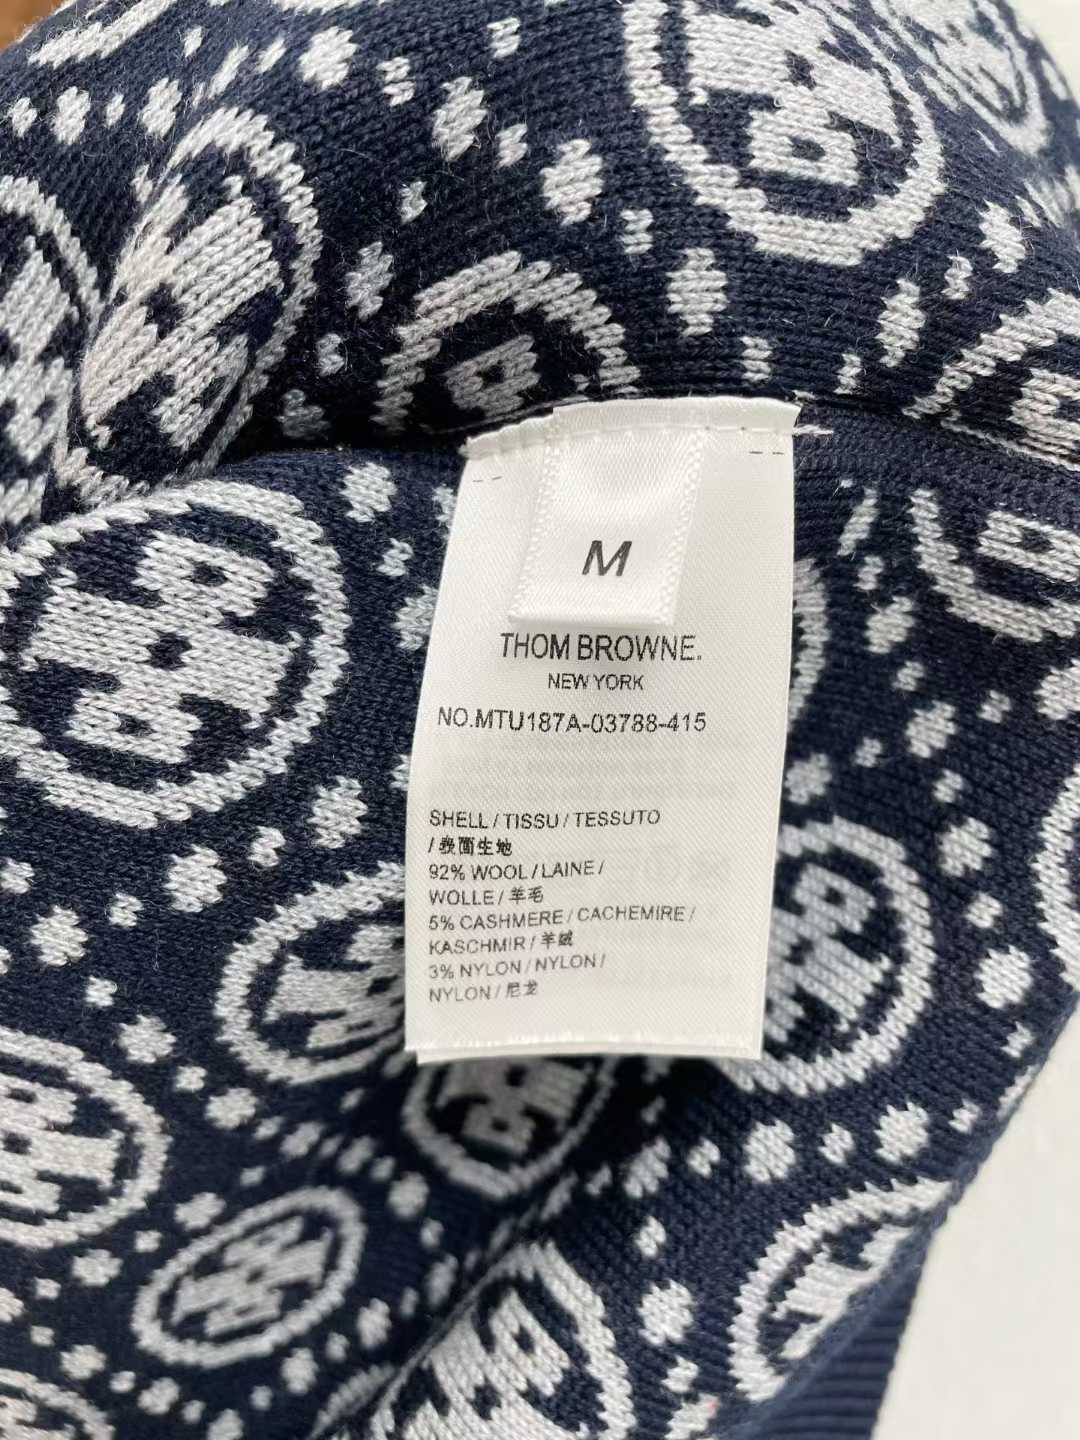 M
THOM BROWNE.
NEW YORK
NO.MTU187A-03788-415
SHELL / TISSU / TESSUTO
/ 表面生地
92% WOOL / LAINE /
WOLLE / 羊毛
5% CASHMERE / CACHEMIRE /
KASCHMIR / 羊绒
3% NYLON / NYLON /
NYLON / 尼龙